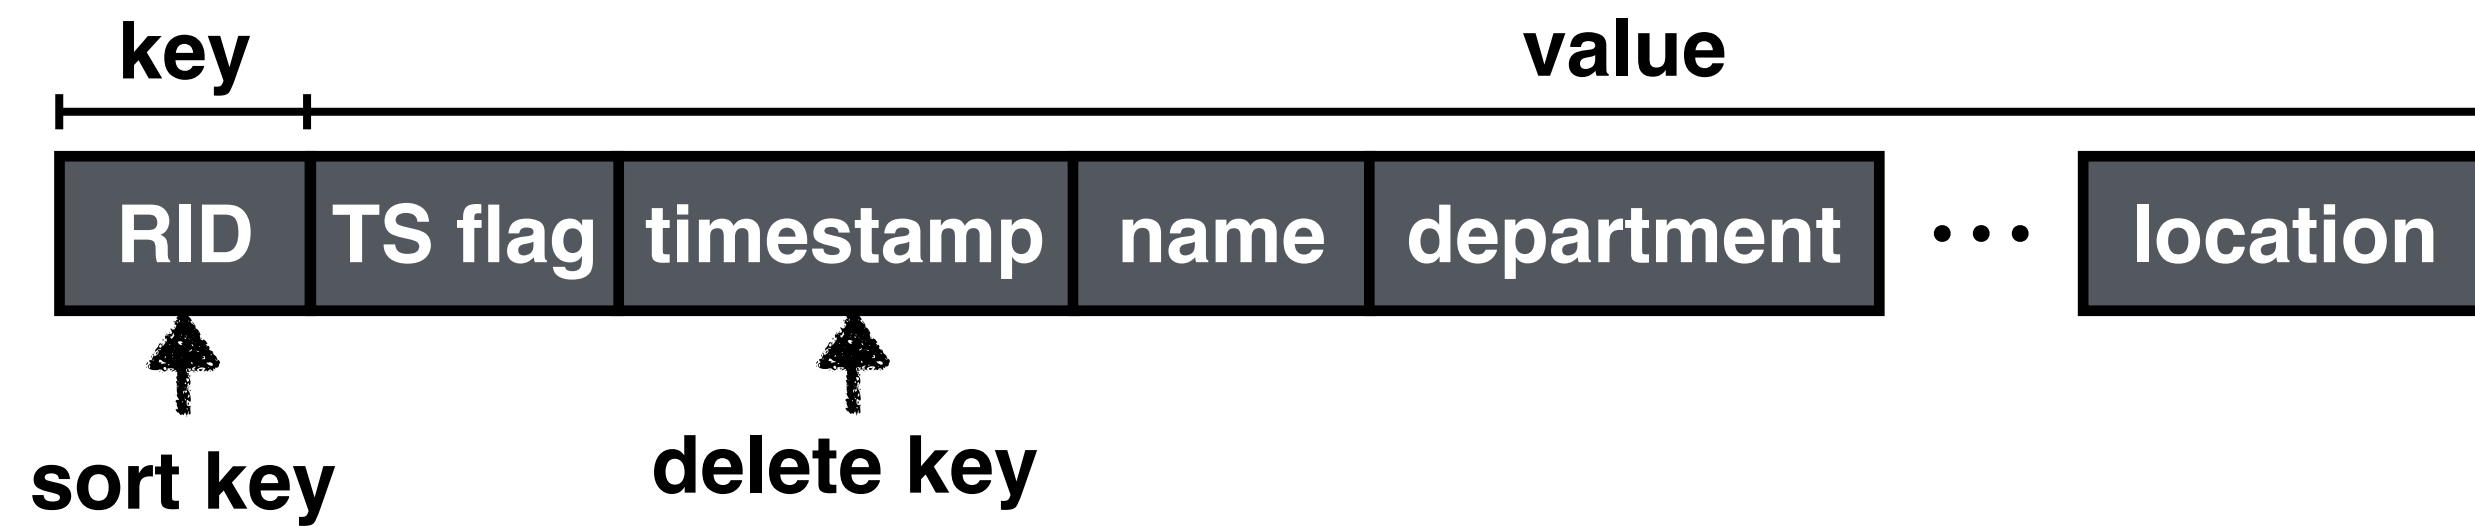 key value
RID TS flag timestamp name department ... location
sort key delete key